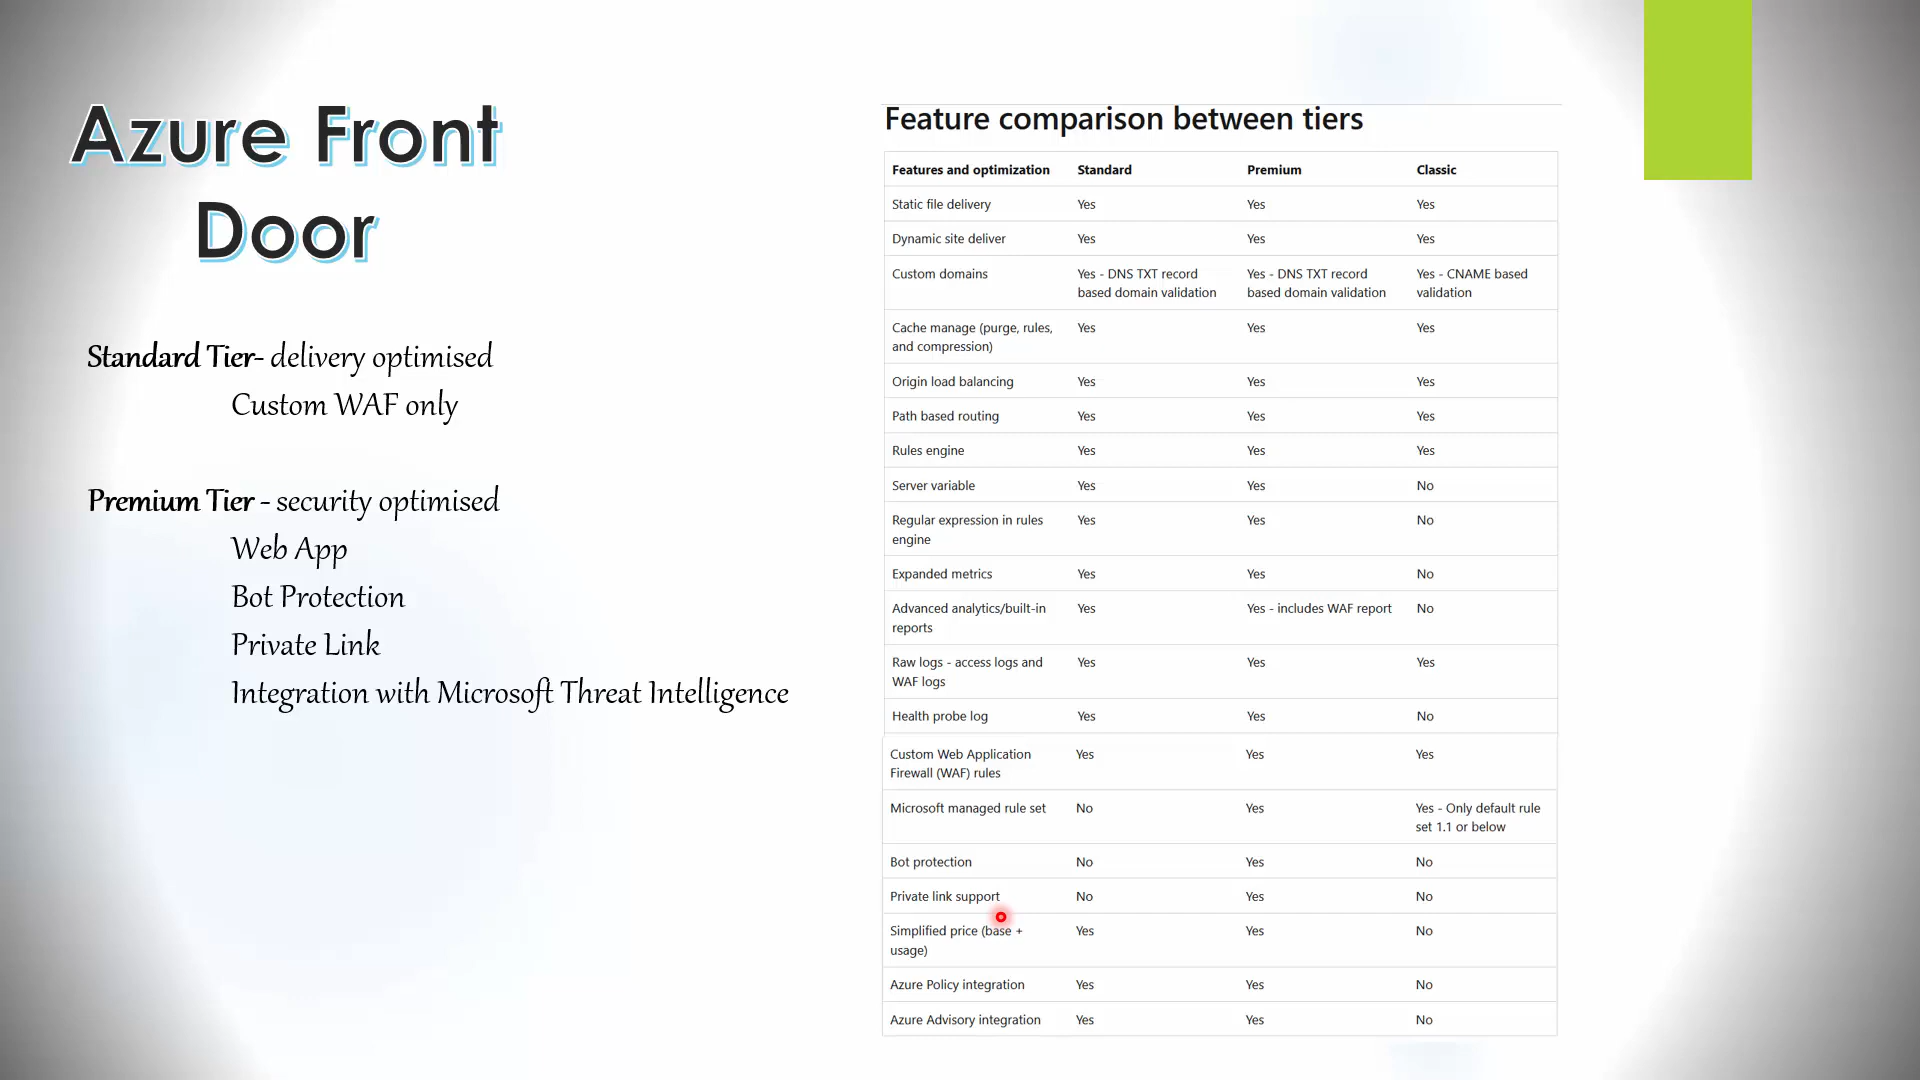 Azure Front
Door
Standard Tier- delivery optimised
Custom WAF only
Premium Tier - security optimised
Web App
Bot Protection
Private Link
Integration with Microsoft Threat Intelligence
Feature comparison between tiers
Features and optimization Standard Premium Classic
Static file delivery Yes Yes Yes
Dynamic site deliver Yes Yes Yes
Custom domains Yes - DNS TXT record Yes - DNS TXT record Yes - CNAME based
based domain validation based domain validation validation
Cache manage (purge, rules, Yes Yes Yes
and compression)
Origin load balancing Yes Yes Yes
Path based routing Yes Yes Yes
Rules engine Yes Yes Yes
Server variable Yes Yes No
Regular expression in rules Yes Yes No
engine
Expanded metrics Yes Yes No
Advanced analytics/built-in Yes Yes - includes WAF report No
reports
Raw logs - access logs and Yes Yes Yes
WAF logs
Health probe log Yes Yes No
Custom Web Application Yes Yes Yes
Firewall (WAF) rules
Microsoft managed rule set No Yes Yes - Only default rule
set 1.1 or below
Bot protection No Yes No
Private link support No Yes No
Simplified price (base + Yes Yes No
usage)
Azure Policy integration Yes Yes No
Azure Advisory integration Yes Yes No